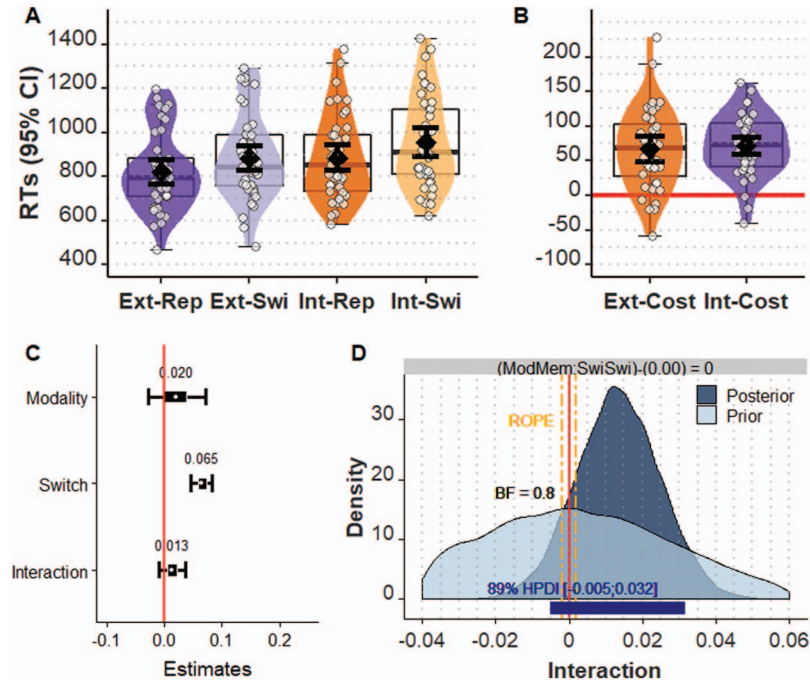 A
RTs (95% CI)
1400
1200
1000
800
600
400
Ext-Rep Ext-Swi Int-Rep Int-Swi
B
200
150
100
50
0
-50
-100
Ext-Cost Int-Cost
C
Modality
Switch
Interaction
0.020
0.065
0.013
-0.1 0.0 0.1 0.2
Estimates
D
(ModMem:SwiSwi)-(0.00) = 0
Posterior
Prior
ROPE
BF = 0.8
89% HPDI [-0.005;0.032]
Density
30
20
10
0
-0.04 -0.02 0 0.02 0.04 0.06
Interaction